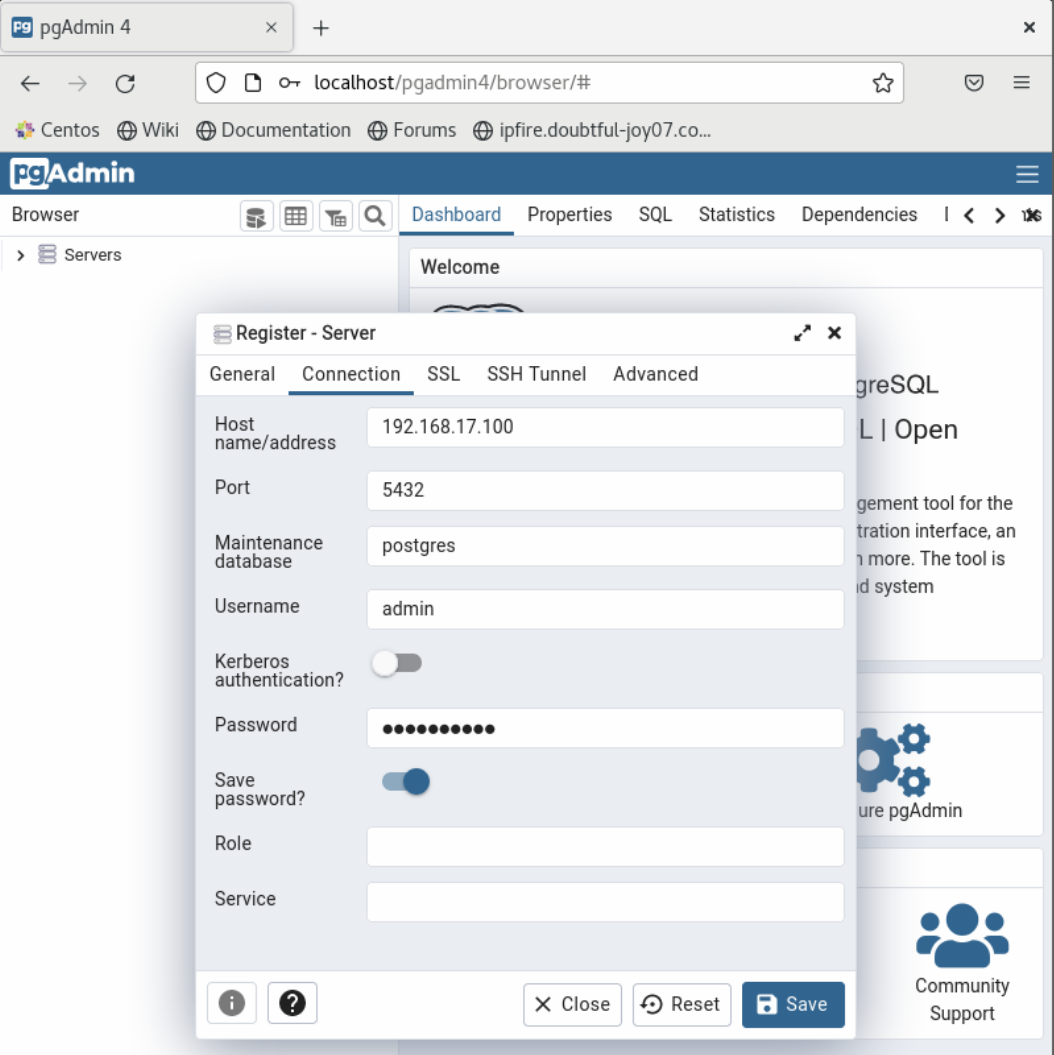 pgAdmin 4
localhost/pgadmin4/browser/#
Centos Wiki Documentation Forums ipfire.doubtful-joy07.co...
pgAdmin
Browser
Dashboard Properties SQL Statistics Dependencies
Servers
Welcome
Register - Server
General Connection SSL SSH Tunnel Advanced
Host
name/address
192.168.17.100
Port
5432
Maintenance
database
postgres
Username
admin
Kerberos
authentication?
Password
••••••••••
Save
password?
Role
Service
Close Reset Save
greSQL
L | Open
gement tool for the
tration interface, an
more. The tool is
d system
ure pgAdmin
Community
Support